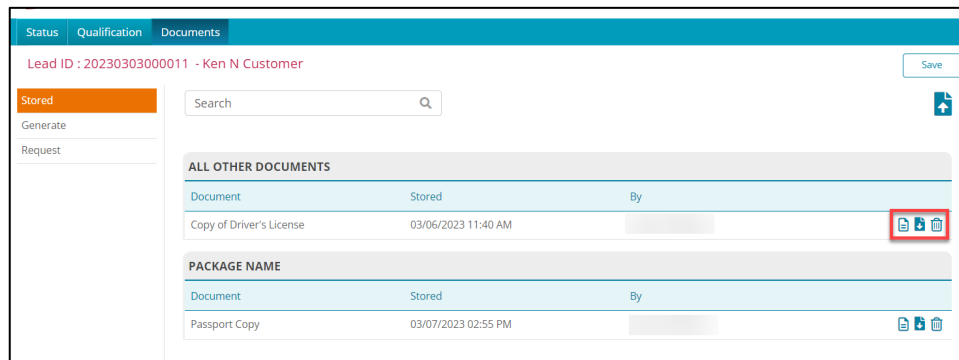 Status Qualification Documents
Lead ID : 20230303000011 - Ken N Customer
Save
Stored
Generate
Request
Search
ALL OTHER DOCUMENTS
Document Stored By
Copy of Driver's License 03/06/2023 11:40 AM
PACKAGE NAME
Document Stored By
Passport Copy 03/07/2023 02:55 PM